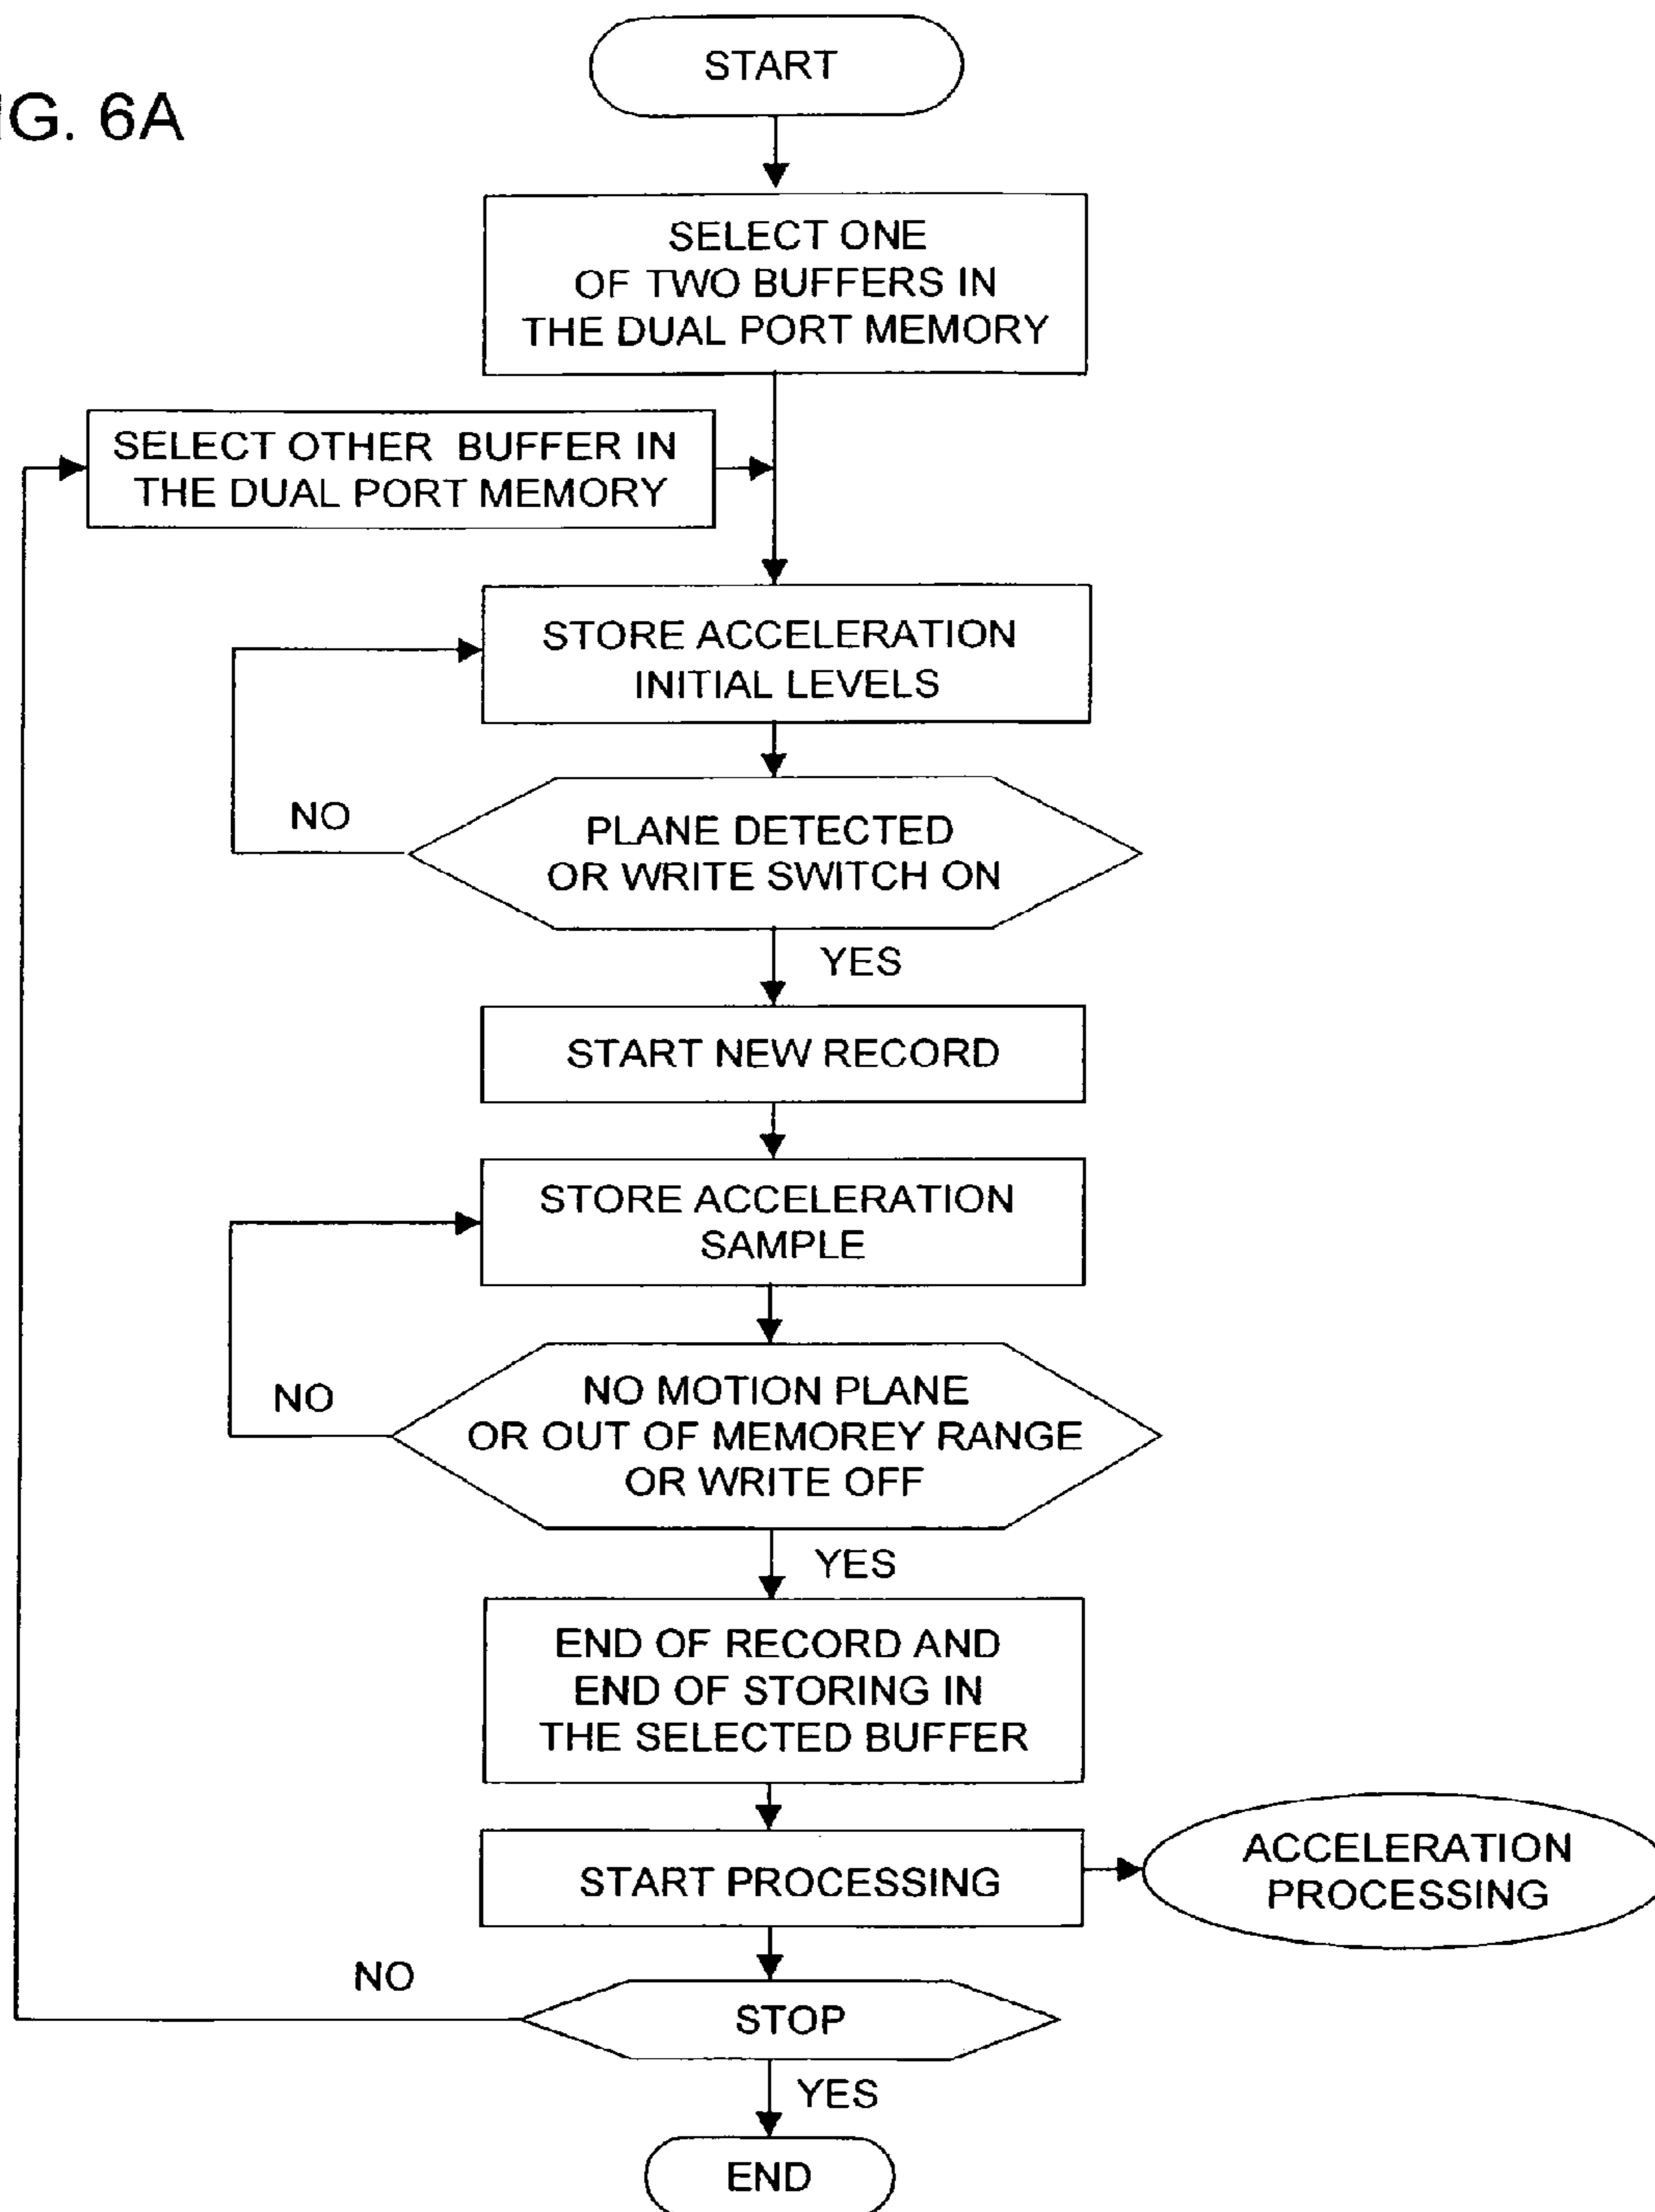 G. 6A
START
SELECT ONE
OF TWO BUFFERS IN
THE DUAL PORT MEMORY
SELECT OTHER BUFFER IN
THE DUAL PORT MEMORY
STORE ACCELERATION
INITIAL LEVELS
NO
PLANE DETECTED
OR WRITE SWITCH ON
YES
START NEW RECORD
STORE ACCELERATION
SAMPLE
NO
NO MOTION PLANE
OR OUT OF MEMOREY RANGE
OR WRITE OFF
YES
END OF RECORD AND
END OF STORING IN
THE SELECTED BUFFER
START PROCESSING
ACCELERATION
PROCESSING
NO
STOP
YES
END